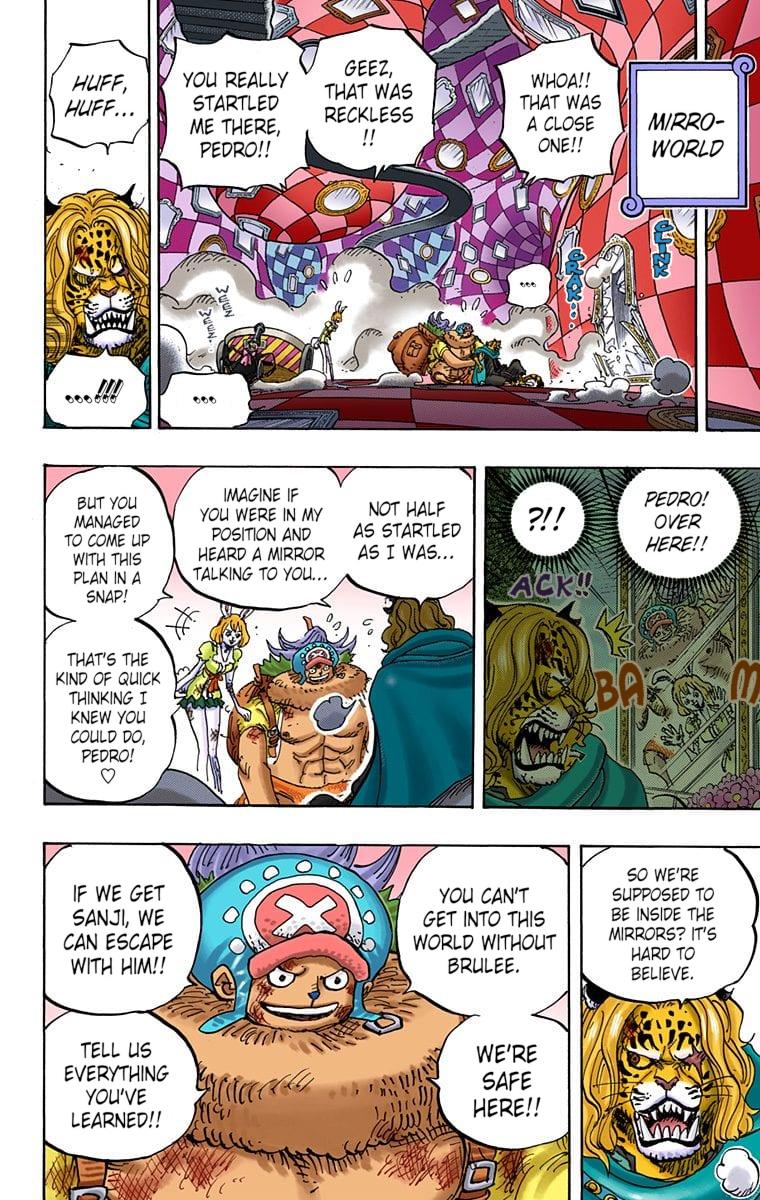 MIRRO-
WORLD
WHOA!!
THAT WAS
A CLOSE
ONE!!
GEEZ,
THAT WAS
RECKLESS
!!
YOU REALLY
STARTLED
ME THERE,
PEDRO!!
CLINK
CRAK..
...
WEEN
WEEN
...
HUFF,
HUFF...
...!!!
PEDRO!
OVER
HERE!!
?!!
ACK!!
BA
M
NOT HALF
AS STARTLED
AS I WAS...
IMAGINE IF
YOU WERE IN MY
POSITION AND
HEARD A MIRROR
TALKING TO YOU...
BUT YOU
MANAGED
TO COME UP
WITH THIS
PLAN IN A
SNAP!
THAT'S THE
KIND OF QUICK
THINKING I
KNEW YOU
COULD DO,
PEDRO!
♡
SO WE'RE
SUPPOSED TO
BE INSIDE THE
MIRRORS? IT'S
HARD TO
BELIEVE.
YOU CAN'T
GET INTO THIS
WORLD WITHOUT
BRULEE.
WE'RE
SAFE
HERE!!
IF WE GET
SANJI, WE
CAN ESCAPE
WITH HIM!!
TELL US
EVERYTHING
YOU'VE
LEARNED!!